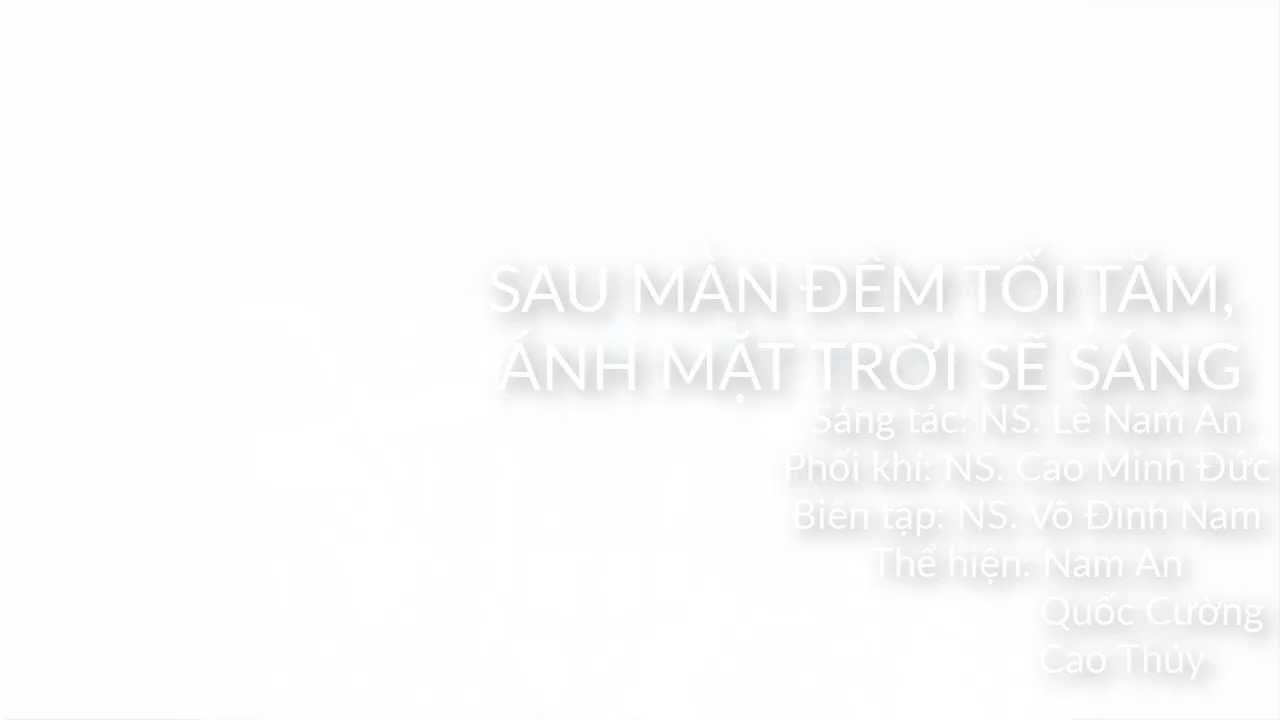 SAU MÀN ĐÊM TỐI TĂM,
ÁNH MẶT TRỜI SẼ SÁNG
Sáng tác: NS. Lê Nam An
Phối khí: NS. Cao Minh Đức
Biên tạp: NS. Võ Đình Nam
Thể hiện. Nam An
Quốc Cường
Cao Thúy